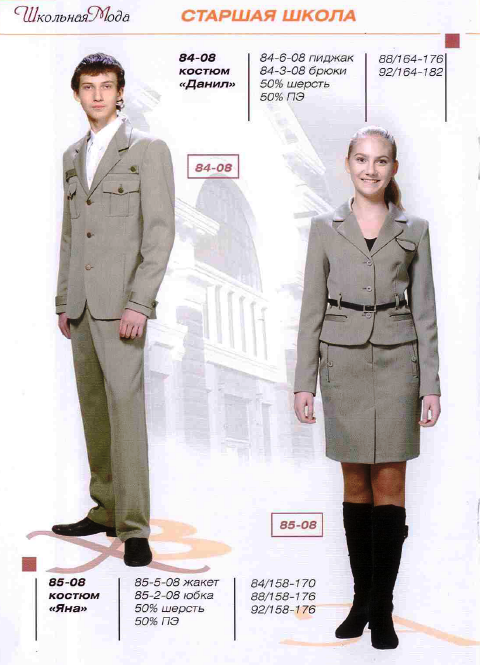 Школьная Мода
СТАРШАЯ ШКОЛА
84-08
костюм
«Данил»
84-6-08 пиджак
84-3-08 брюки
50% шерсть
50% ПЭ
88/164-176
92/164-182
84-08
85-08
85-08
костюм
«Яна»
85-5-08 жакет
85-2-08 юбка
50% шерсть
50% ПЭ
84/158-170
88/158-176
92/158-176